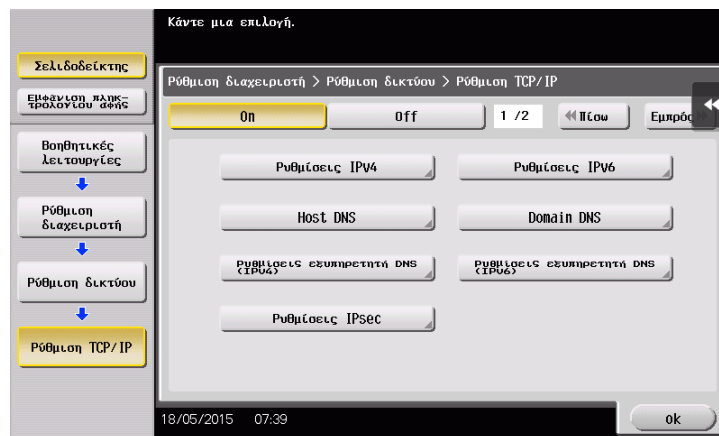 Κάντε μια επιλογή.
Σελιδοδείκτης
Εμφάνιση πληκ-
τρολογίου αφής
Ρύθμιση διαχειριστή > Ρύθμιση δικτύου > Ρύθμιση TCP/IP
On
Off
1 /2
Πίσω
Εμπρός
Βοηθητικές
λειτουργίες
Ρυθμίσεις IPv4
Ρυθμίσεις IPv6
Ρύθμιση
διαχειριστή
Host DNS
Domain DNS
Ρυθμίσεις εξυπηρετητή DNS
(IPv4)
Ρυθμίσεις εξυπηρετητή DNS
(IPv6)
Ρύθμιση δικτύου
Ρυθμίσεις IPsec
Ρύθμιση TCP/IP
18/05/2015 07:39
ok